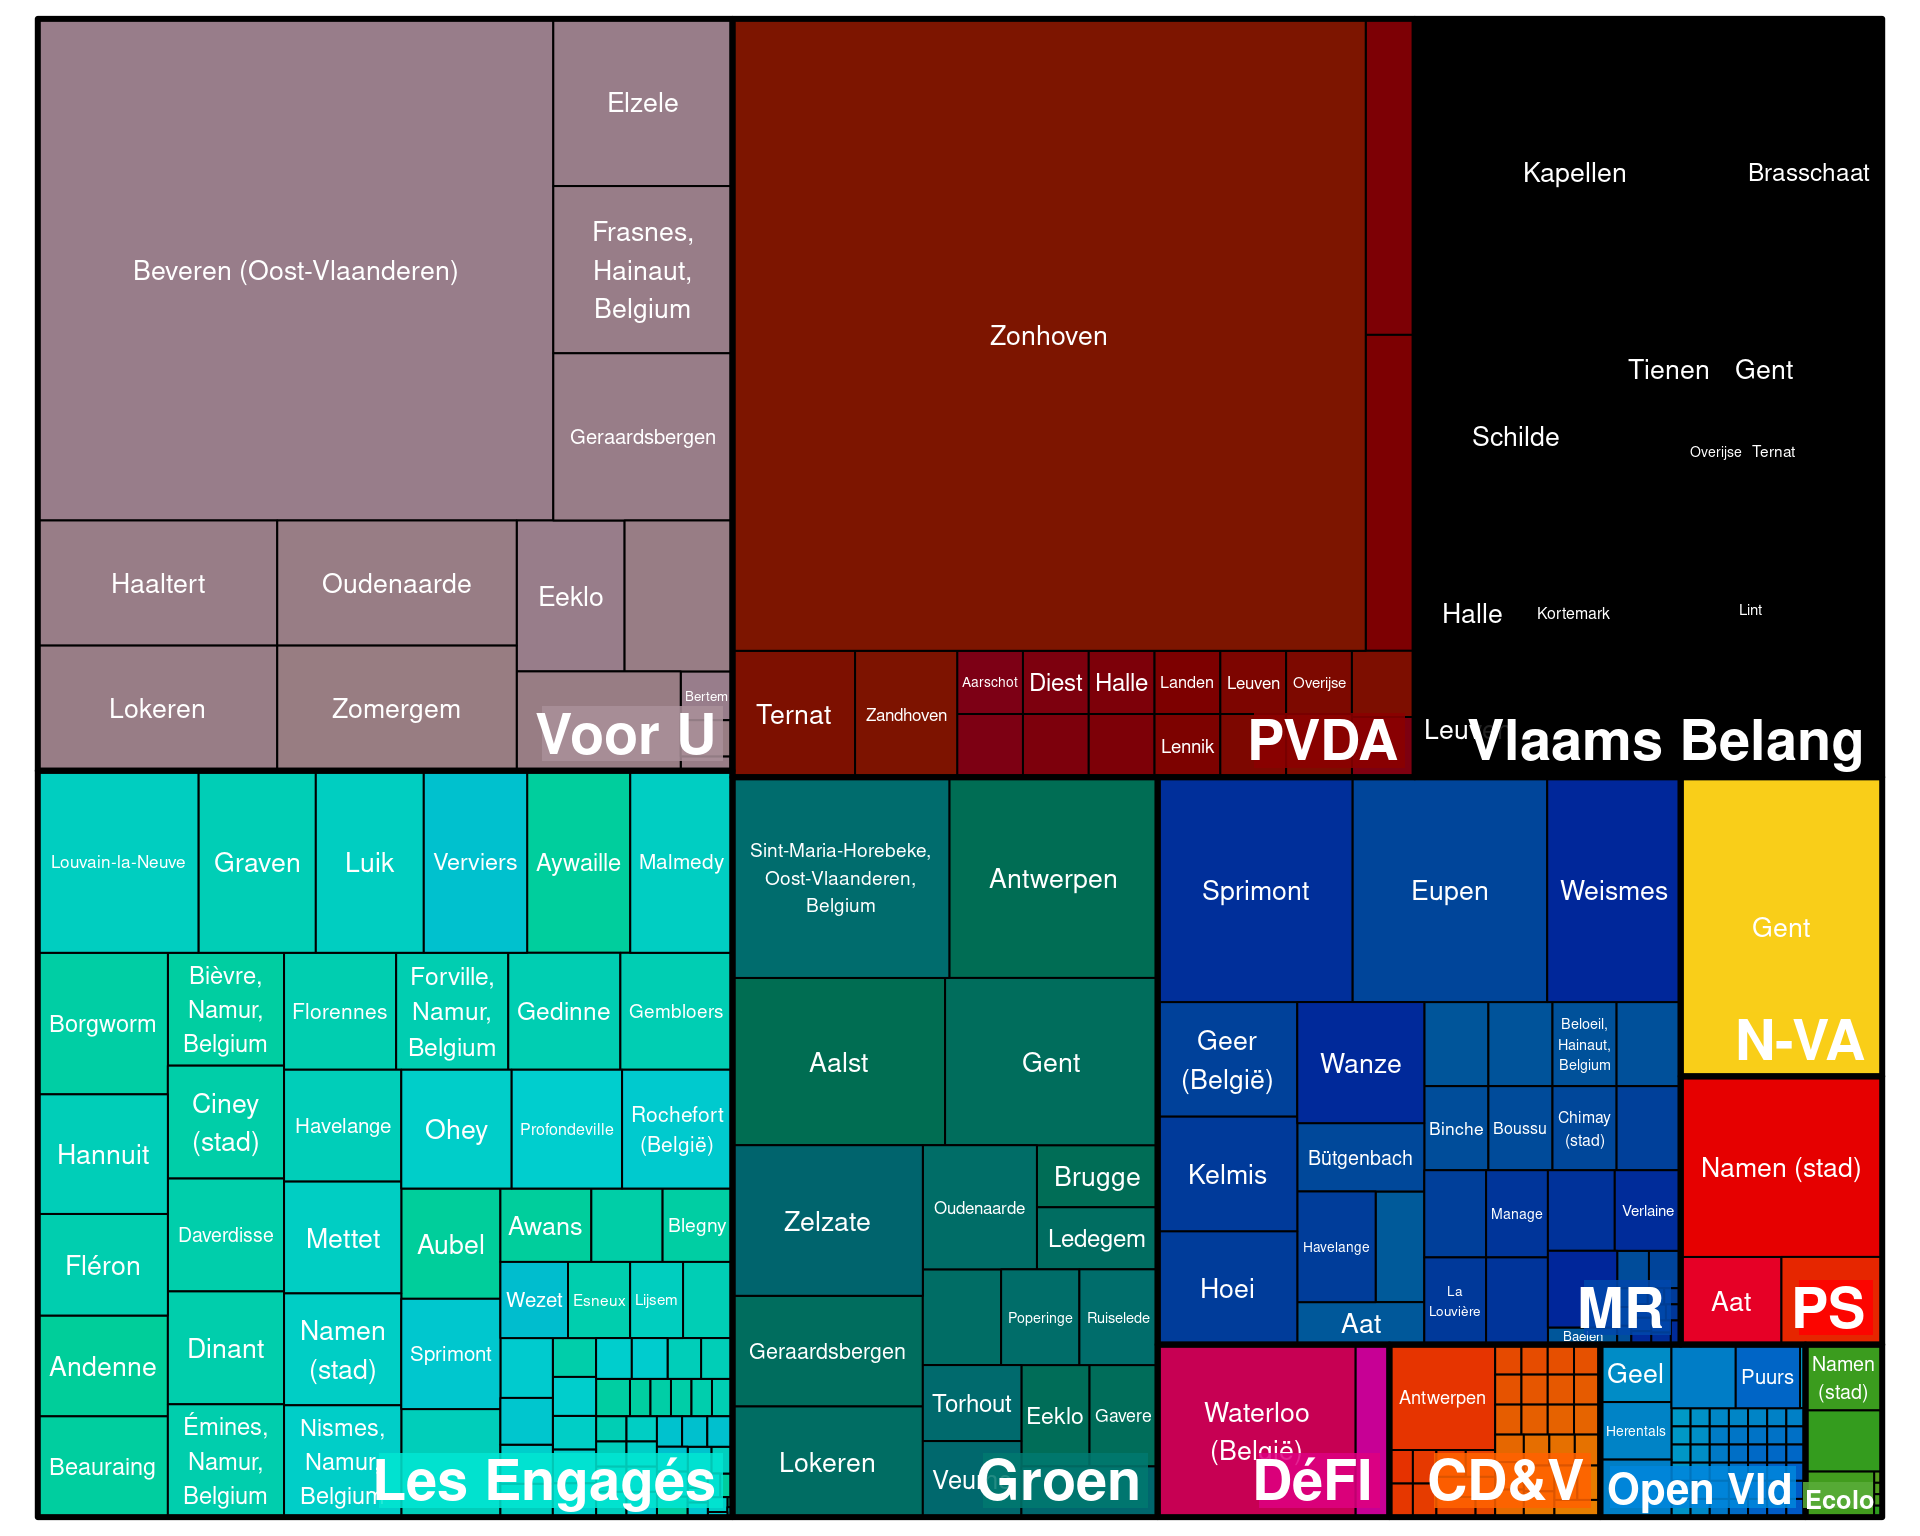 Beveren (Oost-Vlaanderen)
Elzele
Frasnes,
Hainaut,
Belgium
Geraardsbergen
Haaltert
Oudenaarde
Eeklo
Lokeren
Zomergem
Bertem
Voor U
Zonhoven
Ternat
Zandhoven
Aarschot
Diest
Halle
Landen
Leuven
Overijse
Lennik
PVDA
Kapellen
Brasschaat
Tienen
Gent
Schilde
Overijse
Ternat
Halle
Kortemark
Lint
Vlaams Belang
Louvain-la-Neuve
Graven
Luik
Verviers
Aywaille
Malmedy
Borgworm
Bièvre,
Namur,
Belgium
Florennes
Forville,
Namur,
Belgium
Gedinne
Gembloers
Hannuit
Ciney
(stad)
Havelange
Ohey
Profondeville
Rochefort
(België)
Fléron
Daverdisse
Mettet
Aubel
Awans
Blegny
Wezet
Esneux
Lijsem
Andenne
Dinant
Namen
(stad)
Sprimont
Beauraing
Émines,
Namur,
Belgium
Nismes,
Namur,
Belgium
Les Engagés
Sint-Maria-Horebeke,
Oost-Vlaanderen,
Belgium
Antwerpen
Aalst
Gent
Zelzate
Oudenaarde
Brugge
Ledegem
Geraardsbergen
Poperinge
Ruiselede
Lokeren
Torhout
Eeklo
Gavere
Groen
Sprimont
Eupen
Weismes
Geer
(België)
Wanze
Beloeil,
Hainaut,
Belgium
Kelmis
Bütgenbach
Binche
Boussu
Chimay
(stad)
Hoei
Havelange
Manage
Verlaine
Aat
La
Louvière
Baelen
MR
Gent
N-VA
Namen (stad)
Aat
PS
Waterloo
(België)
DéFI
Antwerpen
CD&V
Geel
Puurs
Herentals
Open Vld
Namen
(stad)
Ecolo